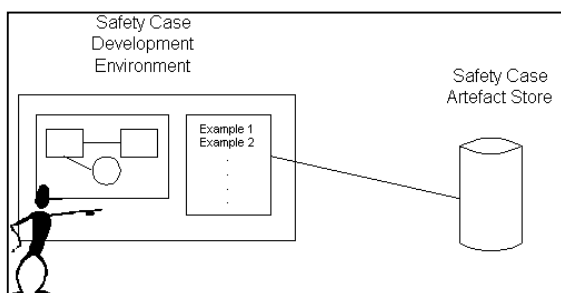 Safety Case
Development
Environment
Safety Case
Artefact Store
Example 1
Example 2